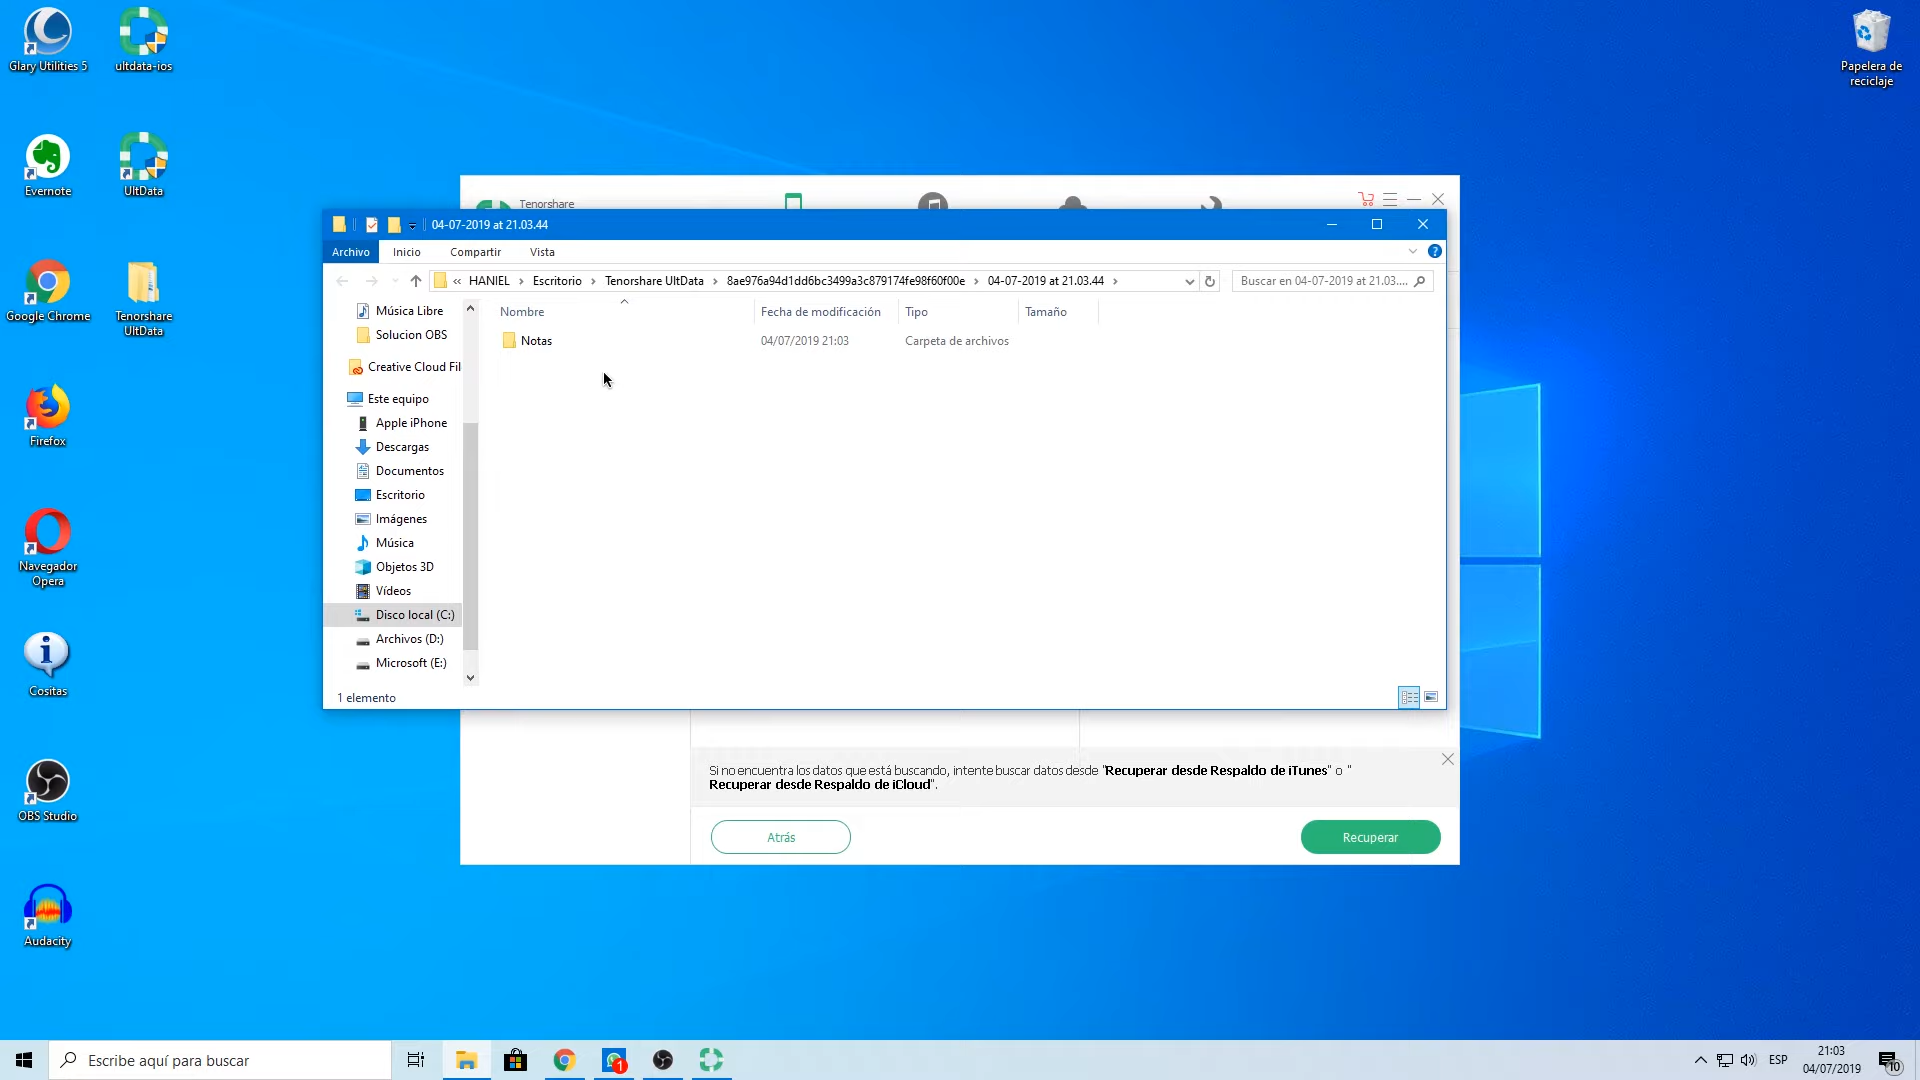 Glary Utilities 5
ultdata-ios
Papelera de
reciclaje
Evernote
UltData
Google Chrome
Tenorshare
UltData
Firefox
Navegador
Opera
Cositas
OBS Studio
Audacity
Tenorshare
04-07-2019 at 21.03.44
Archivo
Inicio
Compartir
Vista
« HANIEL > Escritorio > Tenorshare UltData > 8ae976a94d1dd6bc3499a3c879174fe98f60f00e > 04-07-2019 at 21.03.44 >
Buscar en 04-07-2019 at 21.03....
Música Libre
Solucion OBS
Creative Cloud Fil
Este equipo
Apple iPhone
Descargas
Documentos
Escritorio
Imágenes
Música
Objetos 3D
Vídeos
Disco local (C:)
Archivos (D:)
Microsoft (E:)
Nombre
Fecha de modificación
Tipo
Tamaño
Notas
04/07/2019 21:03
Carpeta de archivos
1 elemento
Si no encuentra los datos que está buscando, intente buscar datos desde "Recuperar desde Respaldo de iTunes" o "
Recuperar desde Respaldo de iCloud".
Atrás
Recuperar
Escribe aquí para buscar
1
ESP
21:03
04/07/2019
10